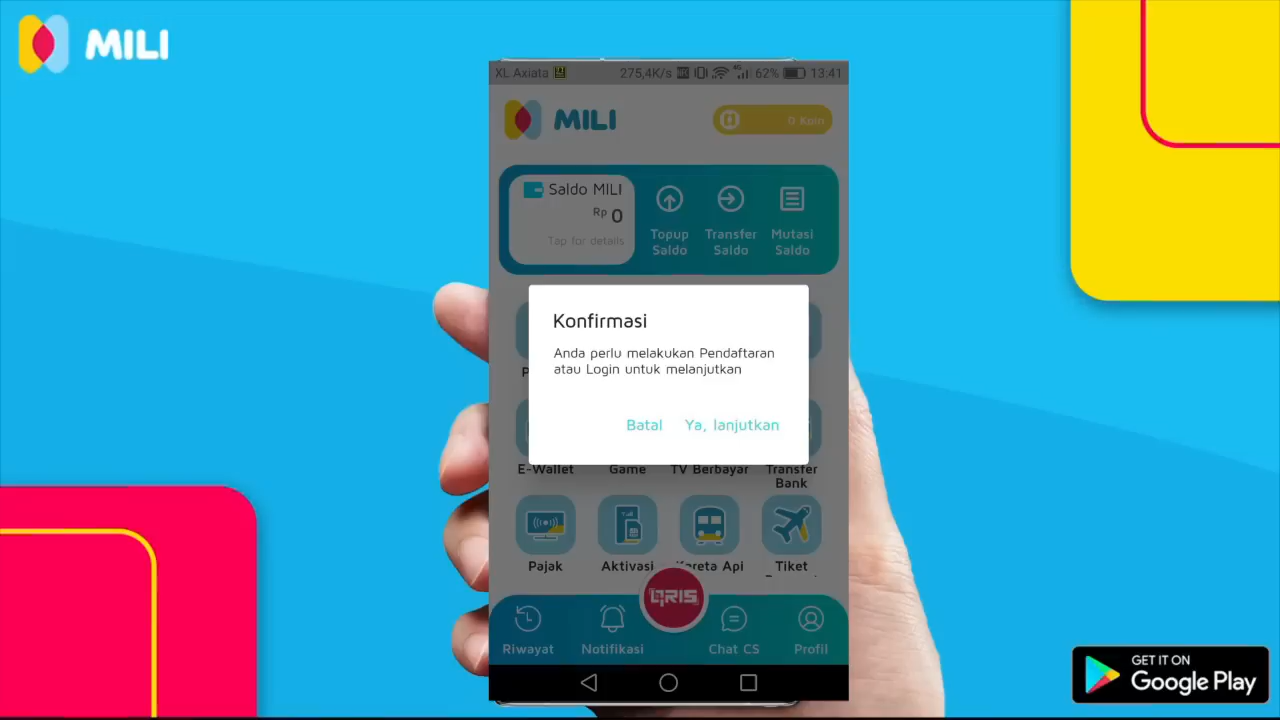 MILI
XL Axiata
275,4K/s
4G
62%
13:41
MILI
0 Koin
Saldo MILI
Rp 0
Tap for details
Topup
Saldo
Transfer
Saldo
Mutasi
Saldo
Konfirmasi
Anda perlu melakukan Pendaftaran
atau Login untuk melanjutkan
Batal
Ya, lanjutkan
E-Wallet
Game
TV Berbayar
Transfer
Bank
Pajak
Aktivasi
Kereta Api
Tiket
QRIS
Riwayat
Notifikasi
Chat CS
Profil
GET IT ON
Google Play